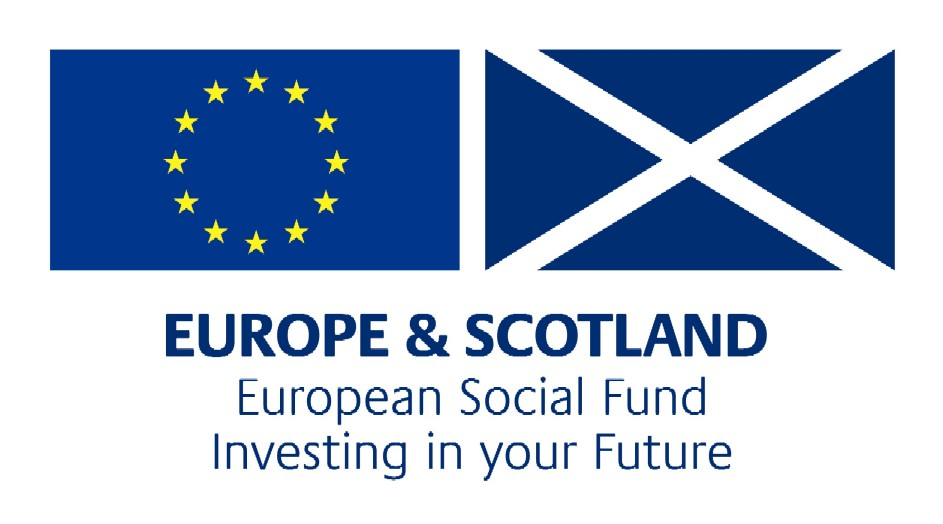 EUROPE & SCOTLAND
European Social Fund
Investing in your Future